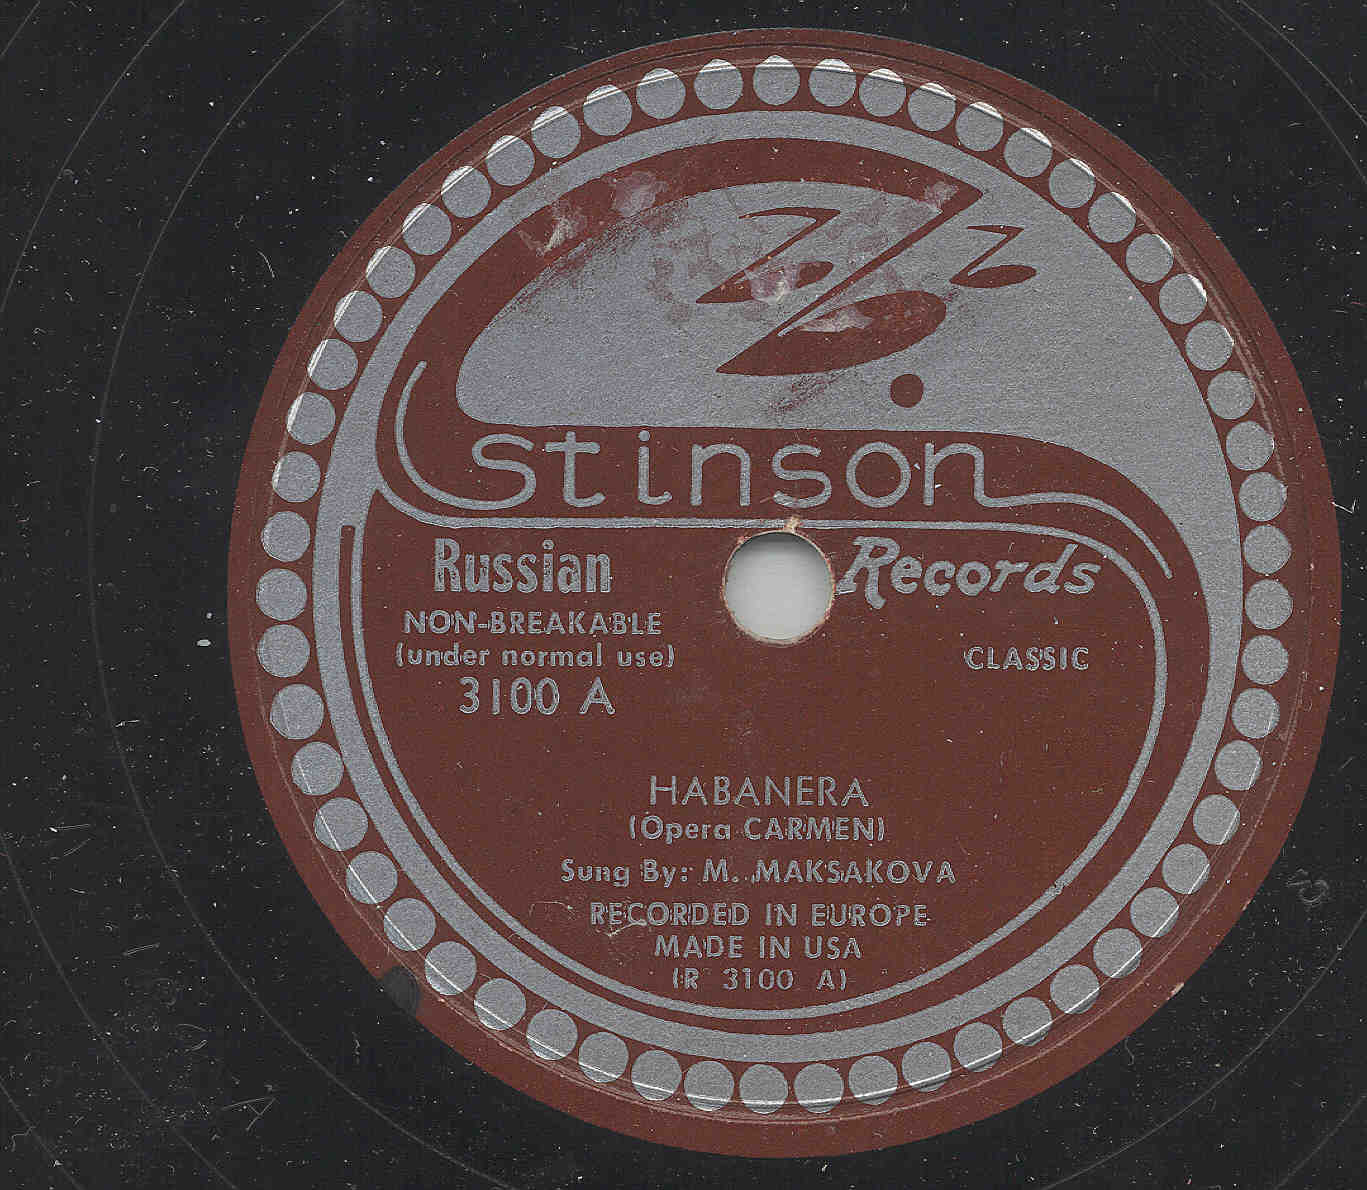 Stinson
Records
Russian
NON-BREAKABLE
(under normal use)
3100 A
CLASSIC
HABANERA
(Opera CARMEN)
Sung By: M. MAKSAKOVA
RECORDED IN EUROPE
MADE IN USA
(R 3100 A)